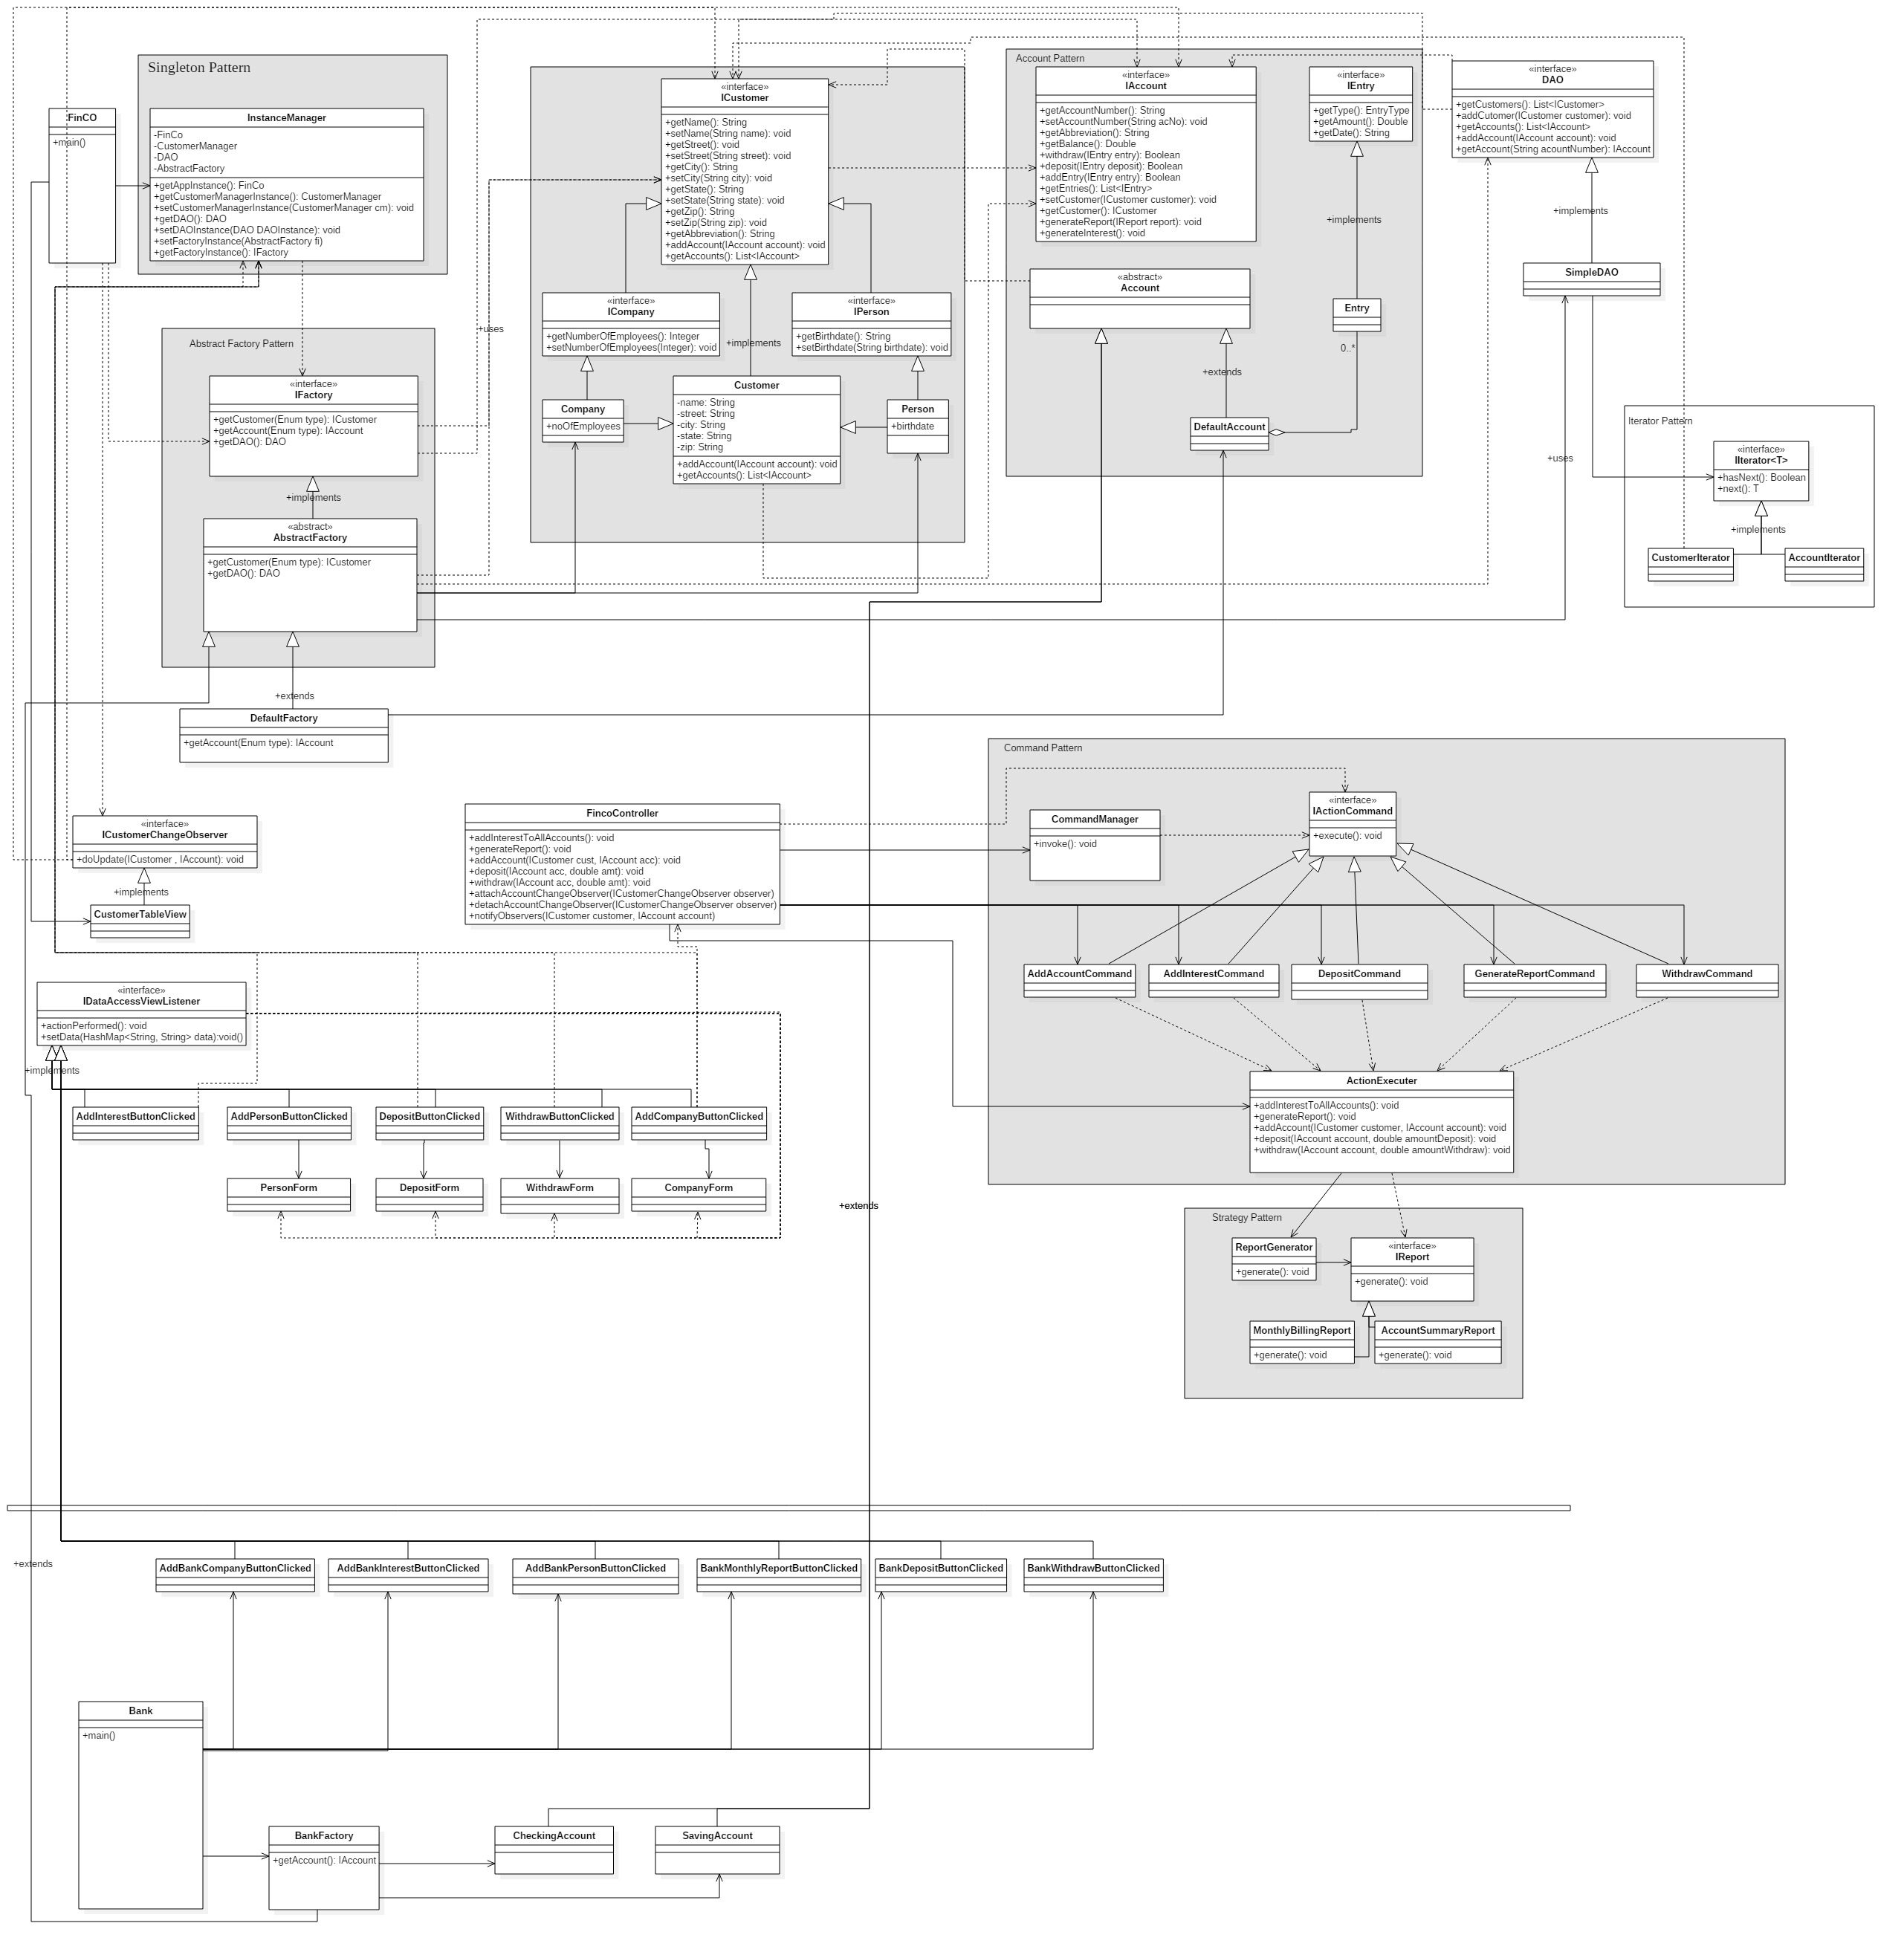 Singleton Pattern
FinCO
+main()
InstanceManager
-FinCo
-CustomerManager
-DAO
-AbstractFactory
+getAppInstance(): FinCo
+getCustomerManagerInstance(): CustomerManager
+setCustomerManagerInstance(CustomerManager cm): void
+getDAO(): DAO
+setDAOInstance(DAO DAOInstance): void
+setFactoryInstance(AbstractFactory fi)
+getFactoryInstance(): IFactory
«interface»
ICustomer
+getName(): String
+setName(String name): void
+getStreet(): void
+setStreet(String street): void
+getCity(): String
+setCity(String city): void
+getState(): String
+setState(String state): void
+getZip(): String
+setZip(String zip): void
+getAbbreviation(): String
+addAccount(IAccount account): void
+getAccounts(): List<IAccount>
«interface»
ICompany
+getNumberOfEmployees(): Integer
+setNumberOfEmployees(Integer): void
«interface»
IPerson
+getBirthdate(): String
+setBirthdate(String birthdate): void
+uses
+implements
Company
+noOfEmployees
Customer
-name: String
-street: String
-city: String
-state: String
-zip: String
+addAccount(IAccount account): void
+getAccounts(): List<IAccount>
Person
+birthdate
Account Pattern
«interface»
IAccount
+getAccountNumber(): String
+setAccountNumber(String acNo): void
+getAbbreviation(): String
+getBalance(): Double
+withdraw(IEntry entry): Boolean
+deposit(IEntry deposit): Boolean
+addEntry(IEntry entry): Boolean
+getEntries(): List<IEntry>
+setCustomer(ICustomer customer): void
+getCustomer(): ICustomer
+generateReport(IReport report): void
+generateInterest(): void
«interface»
IEntry
+getType(): EntryType
+getAmount(): Double
+getDate(): String
+implements
«abstract»
Account
Entry
0..*
+extends
DefaultAccount
«interface»
DAO
+getCustomers(): List<ICustomer>
+addCutomer(ICustomer customer): void
+getAccounts(): List<IAccount>
+addAccount(IAccount account): void
+getAccount(String acountNumber): IAccount
+implements
SimpleDAO
+uses
Iterator Pattern
«interface»
IIterator<T>
+hasNext(): Boolean
+next(): T
+implements
CustomerIterator
AccountIterator
Abstract Factory Pattern
«interface»
IFactory
+getCustomer(Enum type): ICustomer
+getAccount(Enum type): IAccount
+getDAO(): DAO
+implements
«abstract»
AbstractFactory
+getCustomer(Enum type): ICustomer
+getDAO(): DAO
+extends
DefaultFactory
+getAccount(Enum type): IAccount
«interface»
ICustomerChangeObserver
+doUpdate(ICustomer , IAccount): void
+implements
CustomerTableView
FincoController
+addInterestToAllAccounts(): void
+generateReport(): void
+addAccount(ICustomer cust, IAccount acc): void
+deposit(IAccount acc, double amt): void
+withdraw(IAccount acc, double amt): void
+attachAccountChangeObserver(ICustomerChangeObserver observer)
+detachAccountChangeObserver(ICustomerChangeObserver observer)
+notifyObservers(ICustomer customer, IAccount account)
Command Pattern
CommandManager
+invoke(): void
«interface»
IActionCommand
+execute(): void
AddAccountCommand
AddInterestCommand
DepositCommand
GenerateReportCommand
WithdrawCommand
ActionExecuter
+addInterestToAllAccounts(): void
+generateReport(): void
+addAccount(ICustomer customer, IAccount account): void
+deposit(IAccount account, double amountDeposit): void
+withdraw(IAccount account, double amountWithdraw): void
«interface»
IDataAccessViewListener
+actionPerformed(): void
+setData(HashMap<String, String> data):void()
+implements
AddInterestButtonClicked
AddPersonButtonClicked
DepositButtonClicked
WithdrawButtonClicked
AddCompanyButtonClicked
PersonForm
DepositForm
WithdrawForm
CompanyForm
+extends
Strategy Pattern
ReportGenerator
+generate(): void
«interface»
IReport
+generate(): void
MonthlyBillingReport
+generate(): void
AccountSummaryReport
+generate(): void
+extends
AddBankCompanyButtonClicked
AddBankInterestButtonClicked
AddBankPersonButtonClicked
BankMonthlyReportButtonClicked
BankDepositButtonClicked
BankWithdrawButtonClicked
Bank
+main()
BankFactory
+getAccount(): IAccount
CheckingAccount
SavingAccount